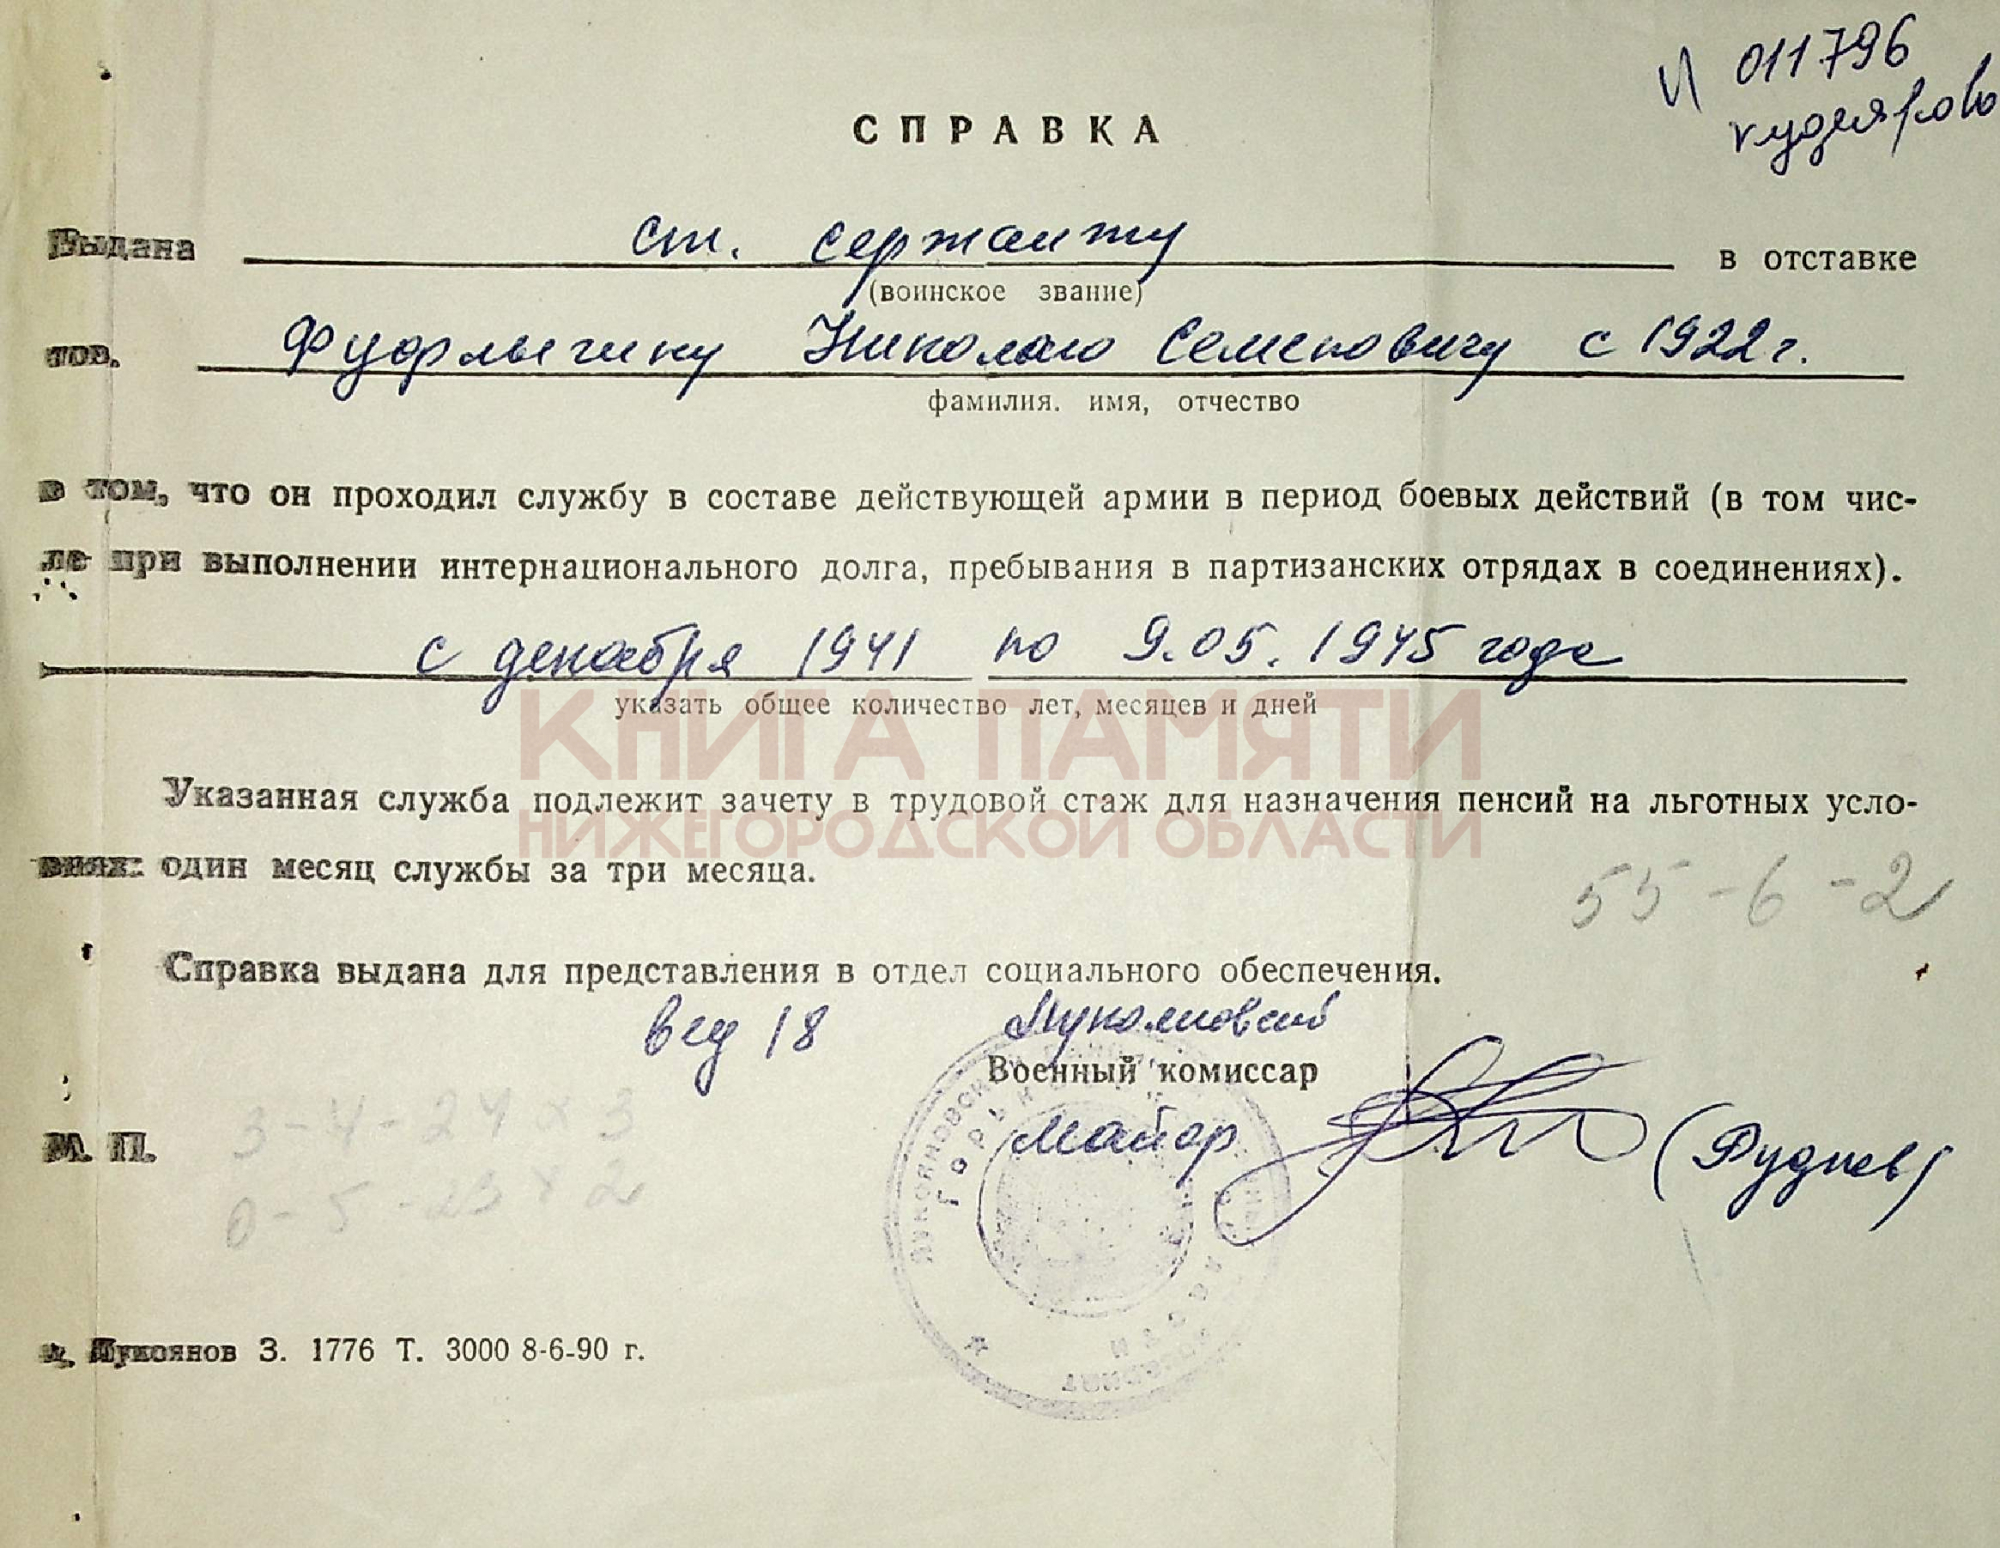 И 011796
Кудеярово
СПРАВКА
Выдана ст. сержанту в отставке
(воинское звание)
тов. Николаю Семеновичу с 1922 г.
фамилия. имя, отчество
в том, что он проходил службу в составе действующей армии в период боевых действий (в том чис-
ле при выполнении интернационального долга, пребывания в партизанских отрядах в соединениях).
с декабря 1941 по 9.05.1945 года
указать общее количество лет, месяцев и дней
КНИГА ПАМЯТИ
НИЖЕГОРОДСКОЙ ОБЛАСТИ
Указанная служба подлежит зачету в трудовой стаж для назначения пенсий на льготных усло-
виях: один месяц службы за три месяца.
55-6-2
Справка выдана для представления в отдел социального обеспечения.
вед 18 Лукояновский
Военный комиссар
3-4-24 х 3
М. П. майор (Руднев)
0-5-23 х 2
г. Лукоянов З. 1776 Т. 3000 8-6-90 г.